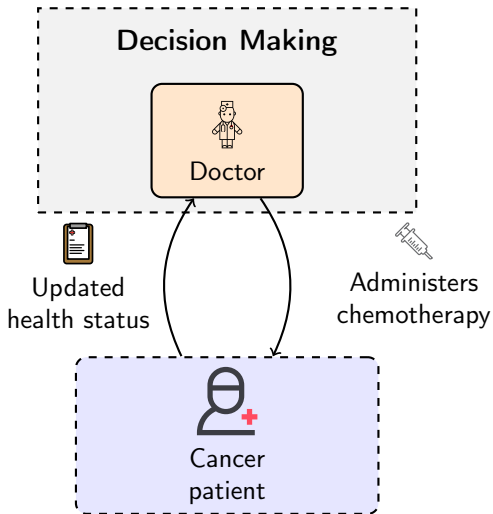 Decision Making
Doctor
Updated
health status
Administers
chemotherapy
Cancer
patient